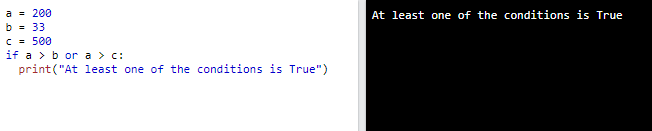 a = 200
b = 33
c = 500
if a > b or a > c:
  print("At least one of the conditions is True")
At least one of the conditions is True